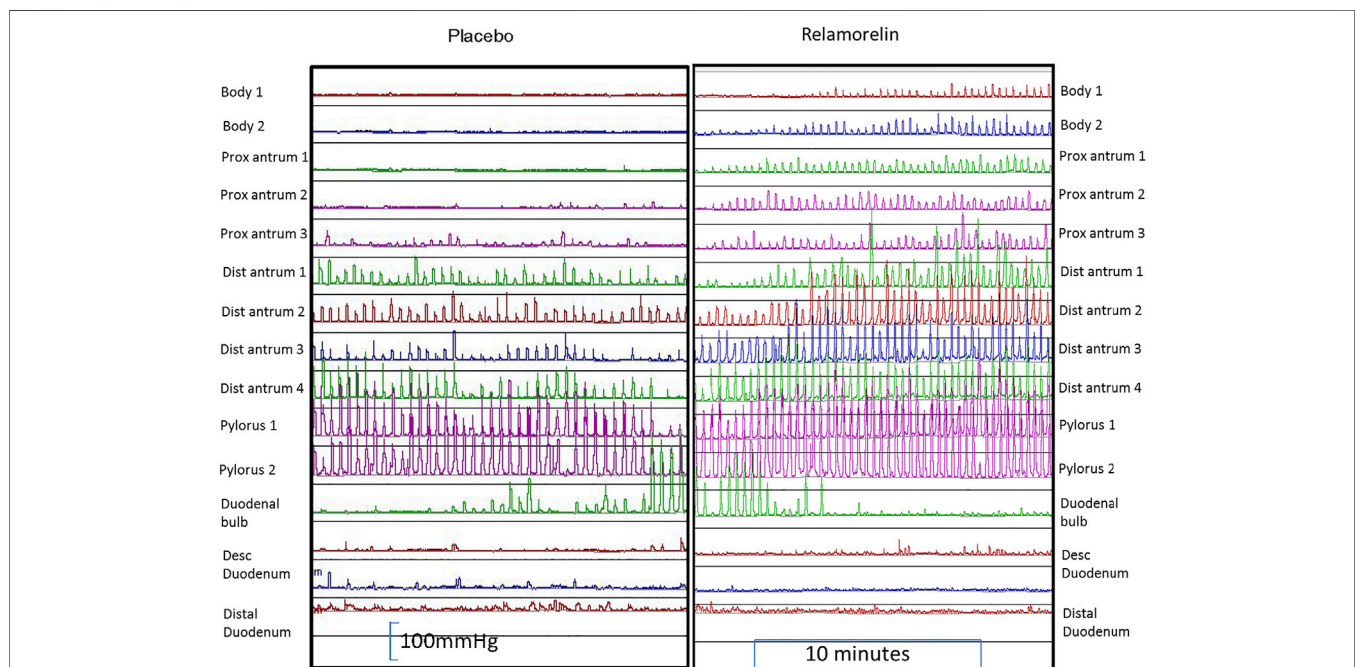 Placebo
Relamorelin
Body 1
Body 2
Prox antrum 1
Prox antrum 2
Prox antrum 3
Dist antrum 1
Dist antrum 2
Dist antrum 3
Dist antrum 4
Pylorus 1
Pylorus 2
Duodenal
bulb
Desc
Duodenum
Distal
Duodenum
m
100mmHg
Body 1
Body 2
Prox antrum 1
Prox antrum 2
Prox antrum 3
Dist antrum 1
Dist antrum 2
Dist antrum 3
Dist antrum 4
Pylorus 1
Pylorus 2
Duodenal
bulb
Desc
Duodenum
Distal
Duodenum
10 minutes